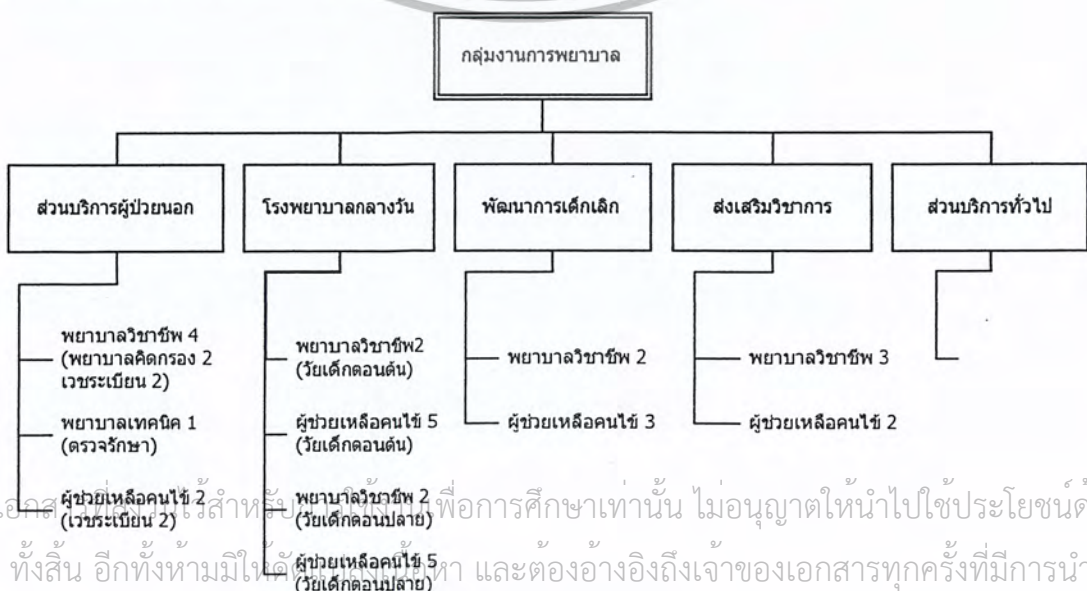 กลุ่มงานการพยาบาล
ส่วนบริการผู้ป่วยนอก
โรงพยาบาลกลางวัน
พัฒนาการเด็กเล็ก
ส่งเสริมวิชาการ
ส่วนบริการทั่วไป
พยาบาลวิชาชีพ 4
(พยาบาลคิดกรอง 2
เวชระเบียน 2)
พยาบาลเทคนิค 1
(ตรวจรักษา)
ผู้ช่วยเหลือคนไข้ 2
(เวชระเบียน 2)
พยาบาลวิชาชีพ2
(วัยเด็กตอนต้น)
ผู้ช่วยเหลือคนไข้ 5
(วัยเด็กตอนต้น)
พยาบาลวิชาชีพ 2
(วัยเด็กตอนปลาย)
ผู้ช่วยเหลือคนไข้ 5
(วัยเด็กตอนปลาย)
พยาบาลวิชาชีพ 2
ผู้ช่วยเหลือคนไข้ 3
พยาบาลวิชาชีพ 3
ผู้ช่วยเหลือคนไข้ 2
เพื่อการศึกษาเท่านั้น ไม่อนุญาตให้นำไปใช้ประโยชน์
ทั้งสิ้น อีกทั้งห้ามมิให้ และต้องอ้างอิงถึงเจ้าของเอกสารทุกครั้งที่มีการ